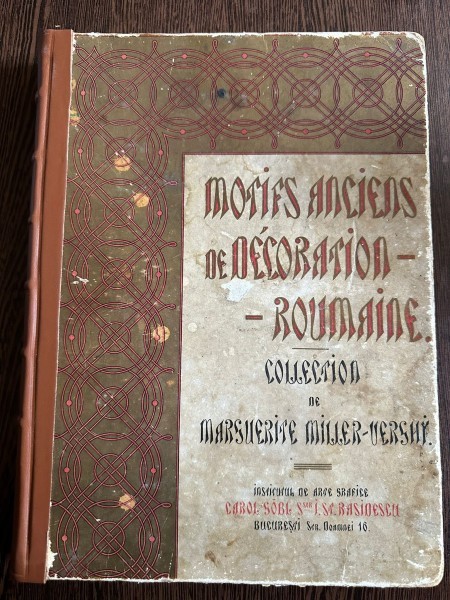 MOTIFS ANCIENS
DE DÉCORATION -
- ROUMAINE.
COLLECTION
DE
MARGUERITE MILLER-VERGHY.
INSTITUTUL DE ARTE GRAFICE
CAROL GÖBL Sʳ I. ST. RASIDESCU
BUCUREȘTI STR. DOAMNEI 16